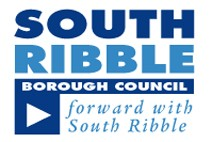 SOUTH
RIBBLE
BOROUGH COUNCIL
forward with
South Ribble